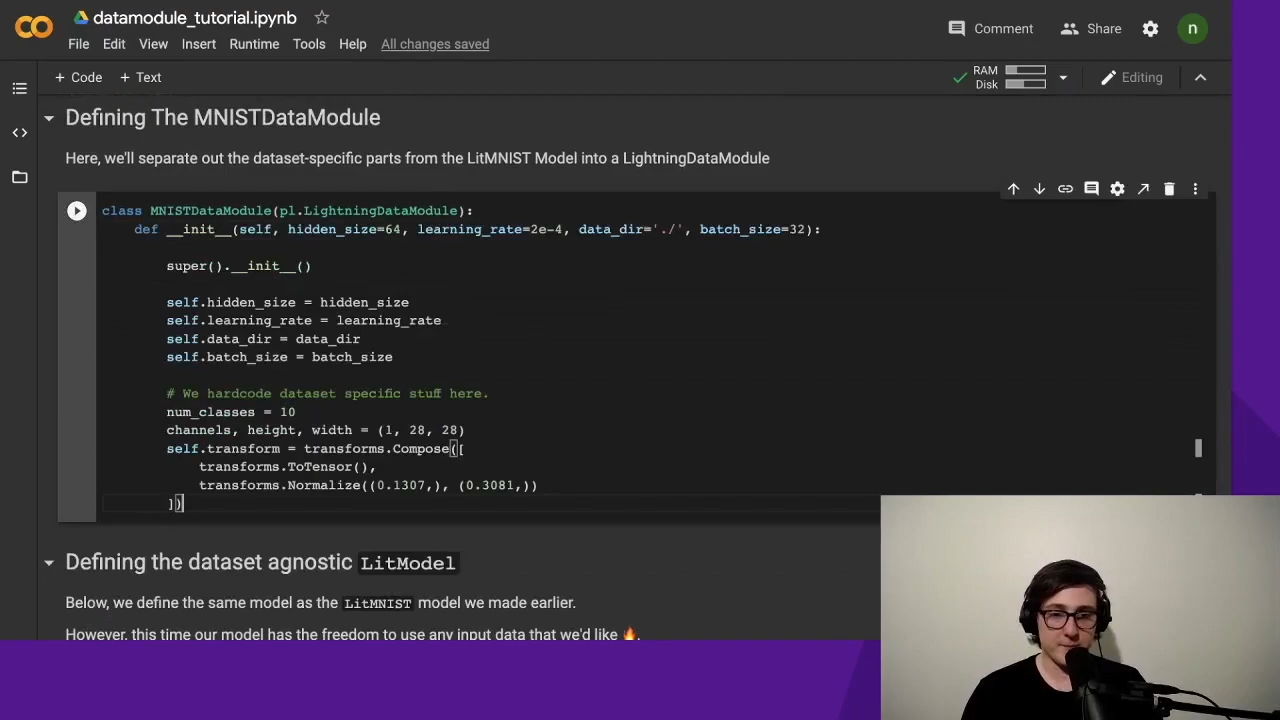 datamodule_tutorial.ipynb
File Edit View Insert Runtime Tools Help All changes saved
Comment Share n
+ Code + Text
RAM
Disk
Editing
Defining The MNISTDataModule
Here, we'll separate out the dataset-specific parts from the LitMNIST Model into a LightningDataModule
class MNISTDataModule(pl.LightningDataModule):
def __init__(self, hidden_size=64, learning_rate=2e-4, data_dir='./', batch_size=32):
super().__init__()
self.hidden_size = hidden_size
self.learning_rate = learning_rate
self.data_dir = data_dir
self.batch_size = batch_size
# We hardcode dataset specific stuff here.
num_classes = 10
channels, height, width = (1, 28, 28)
self.transform = transforms.Compose([
transforms.ToTensor(),
transforms.Normalize((0.1307,), (0.3081,))
])
Defining the dataset agnostic LitModel
Below, we define the same model as the LitMNIST model we made earlier.
However, this time our model has the freedom to use any input data that we'd like 🔥.